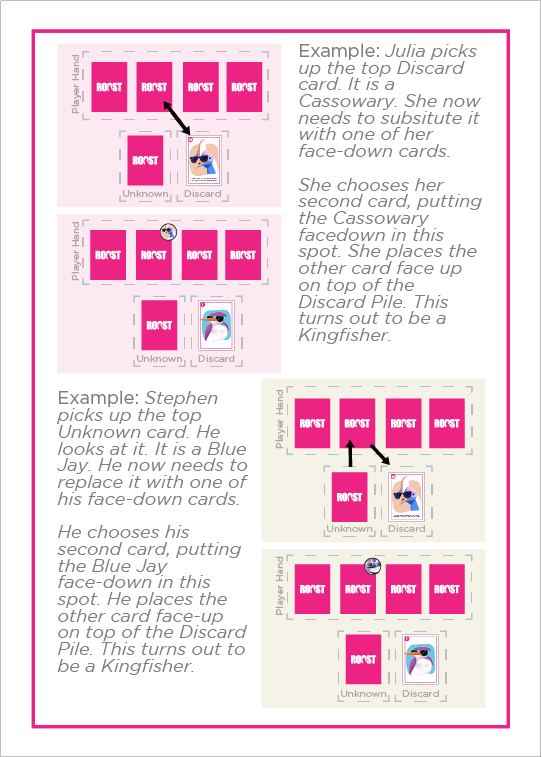 Player Hand
ROOST ROOST ROOST ROOST
ROOST
Unknown Discard
Example: Julia picks
up the top Discard
card. It is a
Cassowary. She now
needs to subsitute it
with one of her
face-down cards.
She chooses her
second card, putting
the Cassowary
facedown in this
spot. She places the
other card face up
on top of the
Discard Pile. This
turns out to be a
Kingfisher.
Player Hand
ROOST ROOST ROOST ROOST
ROOST
Unknown Discard
Example: Stephen
picks up the top
Unknown card. He
looks at it. It is a Blue
Jay. He now needs to
replace it with one of
his face-down cards.
He chooses his
second card, putting
the Blue Jay
face-down in this
spot. He places the
other card face-up
on top of the Discard
Pile. This turns out to
be a Kingfisher.
Player Hand
ROOST ROOST ROOST ROOST
ROOST
Unknown Discard
Player Hand
ROOST ROOST ROOST ROOST
ROOST
Unknown Discard